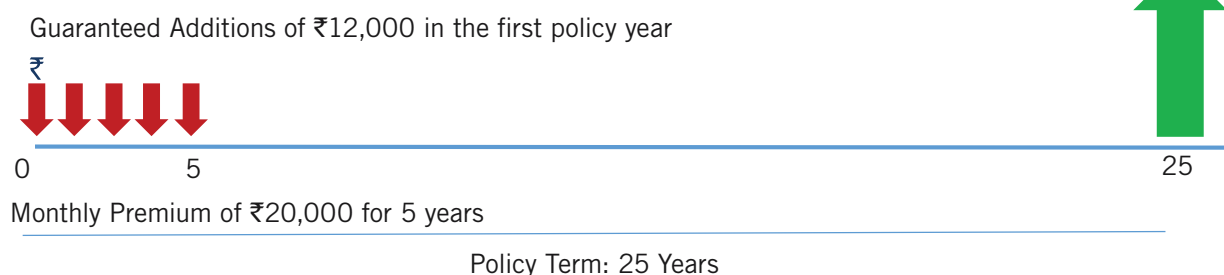 Guaranteed Additions of ₹12,000 in the first policy year
₹
0 5 25
Monthly Premium of ₹20,000 for 5 years
Policy Term: 25 Years